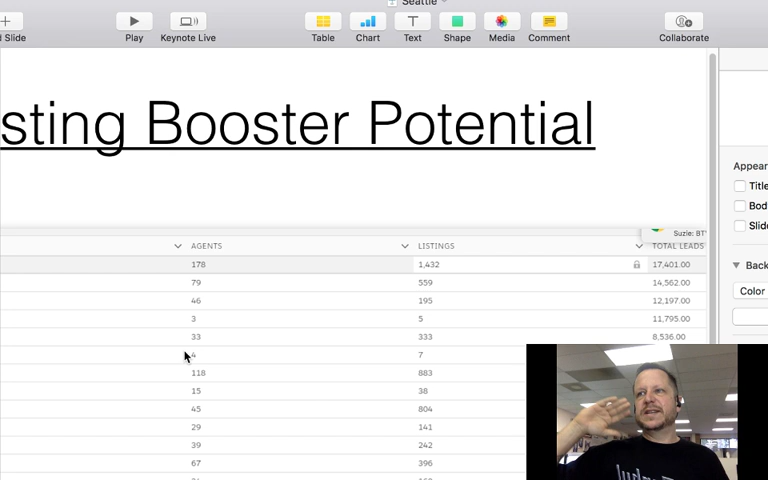 Seattle
d Slide
Play
Keynote Live
Table
Chart
Text
Shape
Media
Comment
Collaborate
sting Booster Potential
Appear
Title
Bod
Slid
Back
Color
Suzie: BT
AGENTS LISTINGS TOTAL LEADS
178 1,432 17,401.00
79 559 14,562.00
46 195 12,197.00
3 5 11,795.00
33 333 8,536.00
4 7
118 883
15 38
45 804
29 141
39 242
67 396